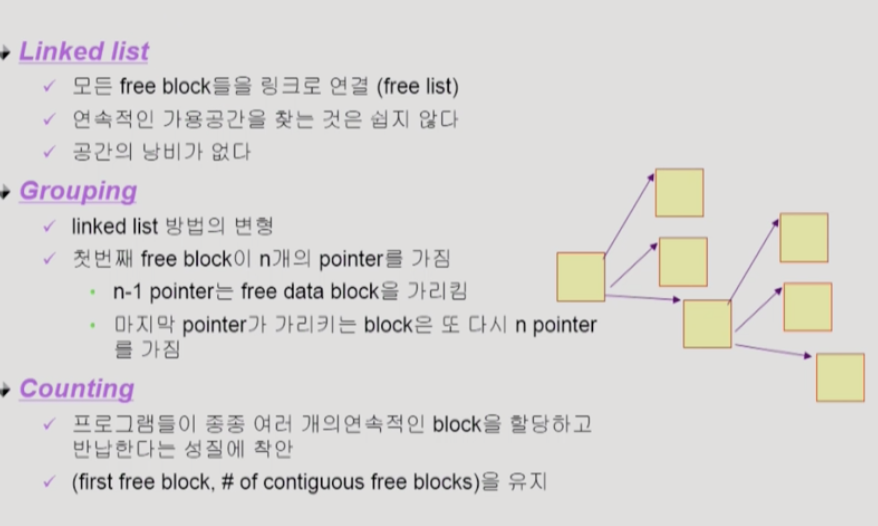 Linked list
모든 free block들을 링크로 연결 (free list)
연속적인 가용공간을 찾는 것은 쉽지 않다
공간의 낭비가 없다
Grouping
linked list 방법의 변형
첫번째 free block이 n개의 pointer를 가짐
n-1 pointer는 free data block을 가리킴
마지막 pointer가 가리키는 block은 또 다시 n pointer
를 가짐
Counting
프로그램들이 종종 여러 개의연속적인 block을 할당하고
반납한다는 성질에 착안
(first free block, # of contiguous free blocks)을 유지